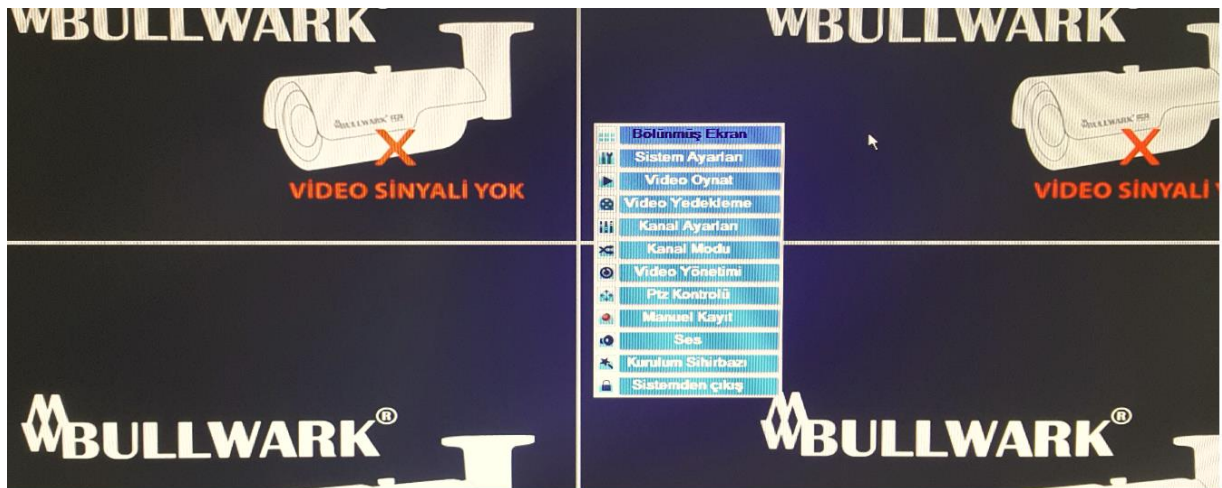 BULLWARK
BULLWARK
VİDEO SİNYALİ YOK
VİDEO SİNYALİ
Bölünmüş Ekran
Sistem Ayarları
Video Oynat
Video Yedekleme
Kanal Ayarları
Kanal Modu
Video Yönetimi
Ptz Kontrolü
Manuel Kayıt
Ses
Kurulum Sihirbazı
Sistemden çıkış
BULLWARK®
BULLWARK®